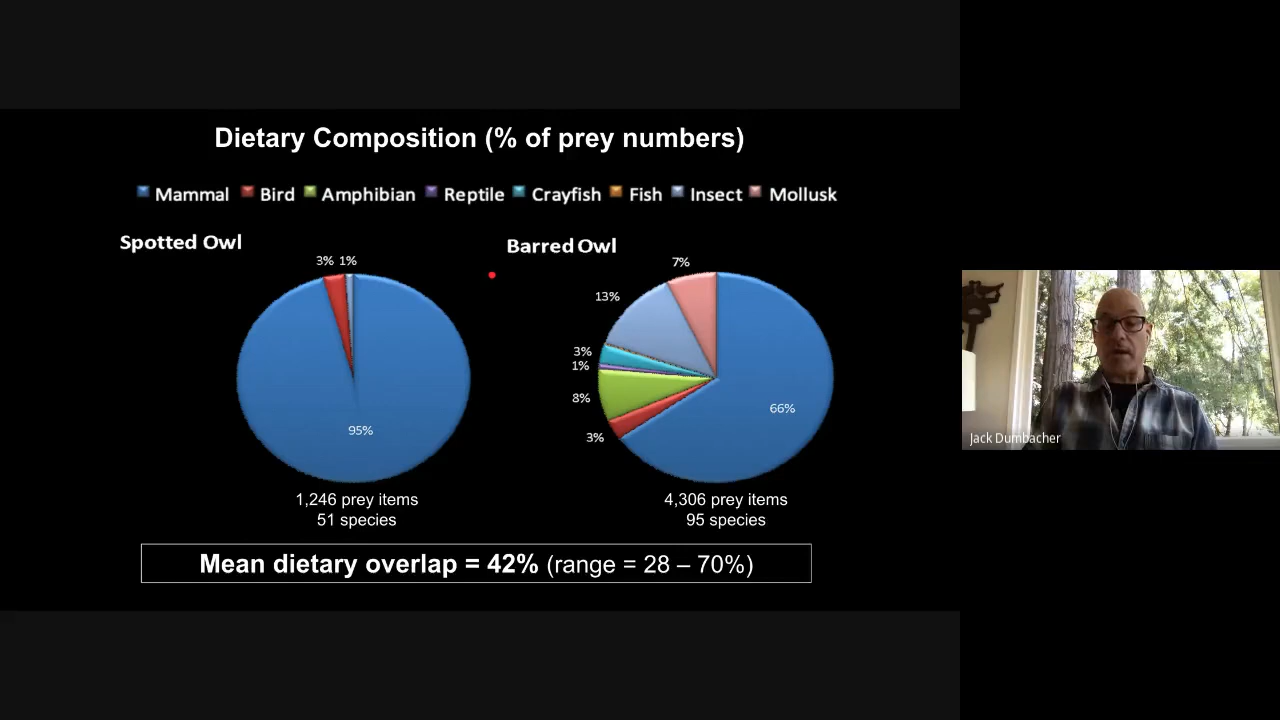 Dietary Composition (% of prey numbers)
Mammal Bird Amphibian Reptile Crayfish Fish Insect Mollusk
Spotted Owl
3% 1%
95%
1,246 prey items
51 species
Barred Owl
7%
13%
3%
1%
8%
3%
66%
4,306 prey items
95 species
Mean dietary overlap = 42% (range = 28 – 70%)
Jack Dumbacher